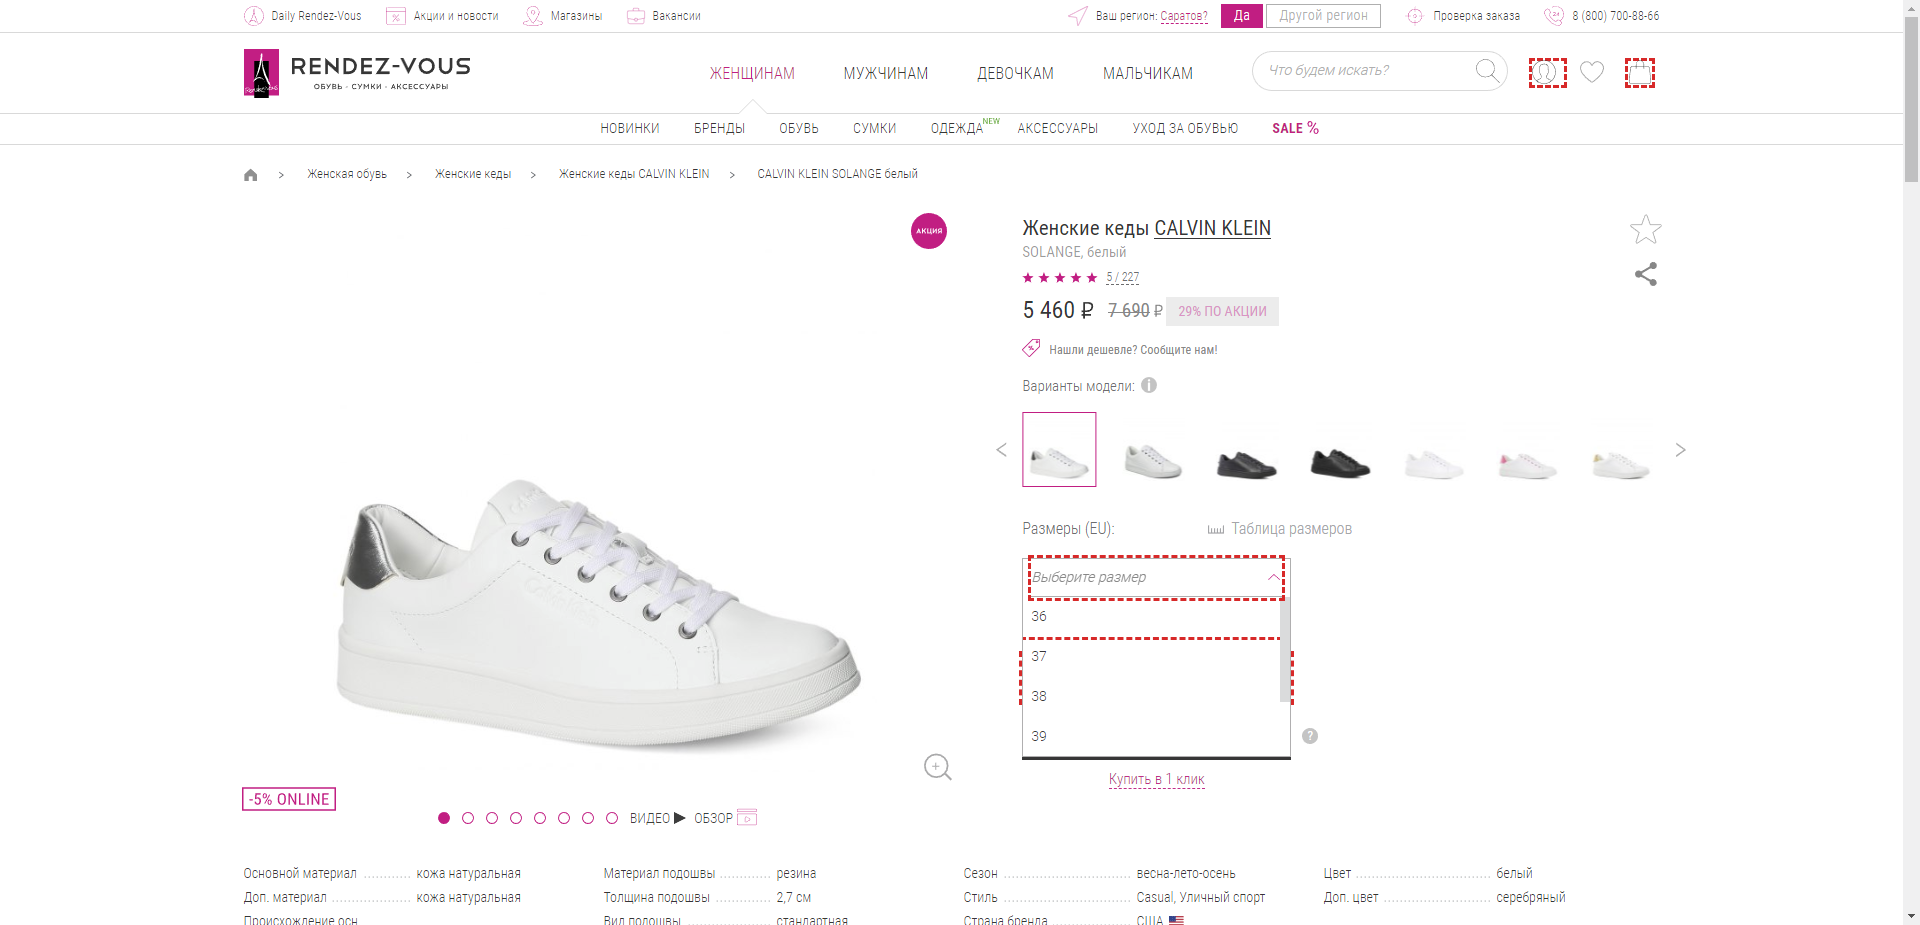 Daily Rendez-Vous
Акции и новости
Магазины
Вакансии
Ваш регион: Саратов?
Да
Другой регион
Проверка заказа
8 (800) 700-88-66
RENDEZ-VOUS
ОБУВЬ · СУМКИ · АКСЕССУАРЫ
ЖЕНЩИНАМ
МУЖЧИНАМ
ДЕВОЧКАМ
МАЛЬЧИКАМ
Что будем искать?
НОВИНКИ
БРЕНДЫ
ОБУВЬ
СУМКИ
ОДЕЖДА NEW
АКСЕССУАРЫ
УХОД ЗА ОБУВЬЮ
SALE %
Женская обувь > Женские кеды > Женские кеды CALVIN KLEIN > CALVIN KLEIN SOLANGE белый
АКЦИЯ
Женские кеды CALVIN KLEIN
SOLANGE, белый
5 / 227
5 460 ₽ 7 690 ₽ 29% ПО АКЦИИ
Нашли дешевле? Сообщите нам!
Варианты модели:
Размеры (EU):
Таблица размеров
Выберите размер
36
37
38
39
?
Купить в 1 клик
-5% ONLINE
ВИДЕО
ОБЗОР
Основной материал кожа натуральная
Материал подошвы резина
Сезон весна-лето-осень
Цвет белый
Доп. материал кожа натуральная
Толщина подошвы 2,7 см
Стиль Casual, Уличный спорт
Доп. цвет серебряный
Происхождение осн
Вид подошвы стандартная
Страна бренда США